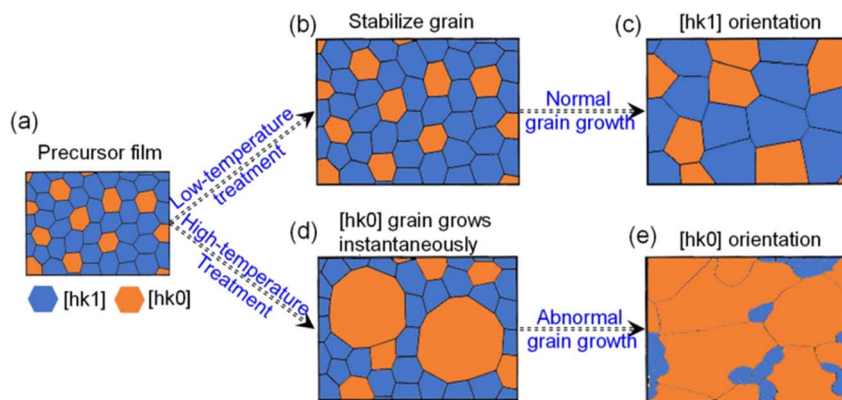 (a)
Precursor film
[hk1]
[hk0]
Low-temperature
treatment
High-temperature
Treatment
(b)
Stabilize grain
Normal
grain growth
(c)
[hk1] orientation
(d)
[hk0] grain grows
instantaneously
Abnormal
grain growth
(e)
[hk0] orientation